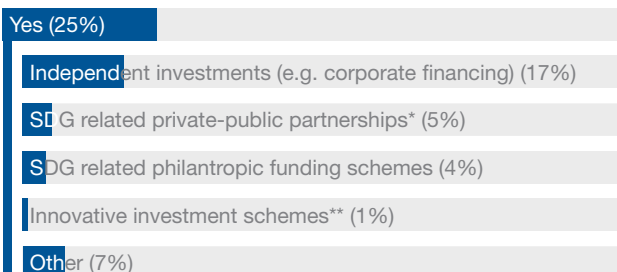 Yes (25%)
Independent investments (e.g. corporate financing) (17%)
SDG related private-public partnerships* (5%)
SDG related philantropic funding schemes (4%)
Innovative investment schemes** (1%)
Other (7%)